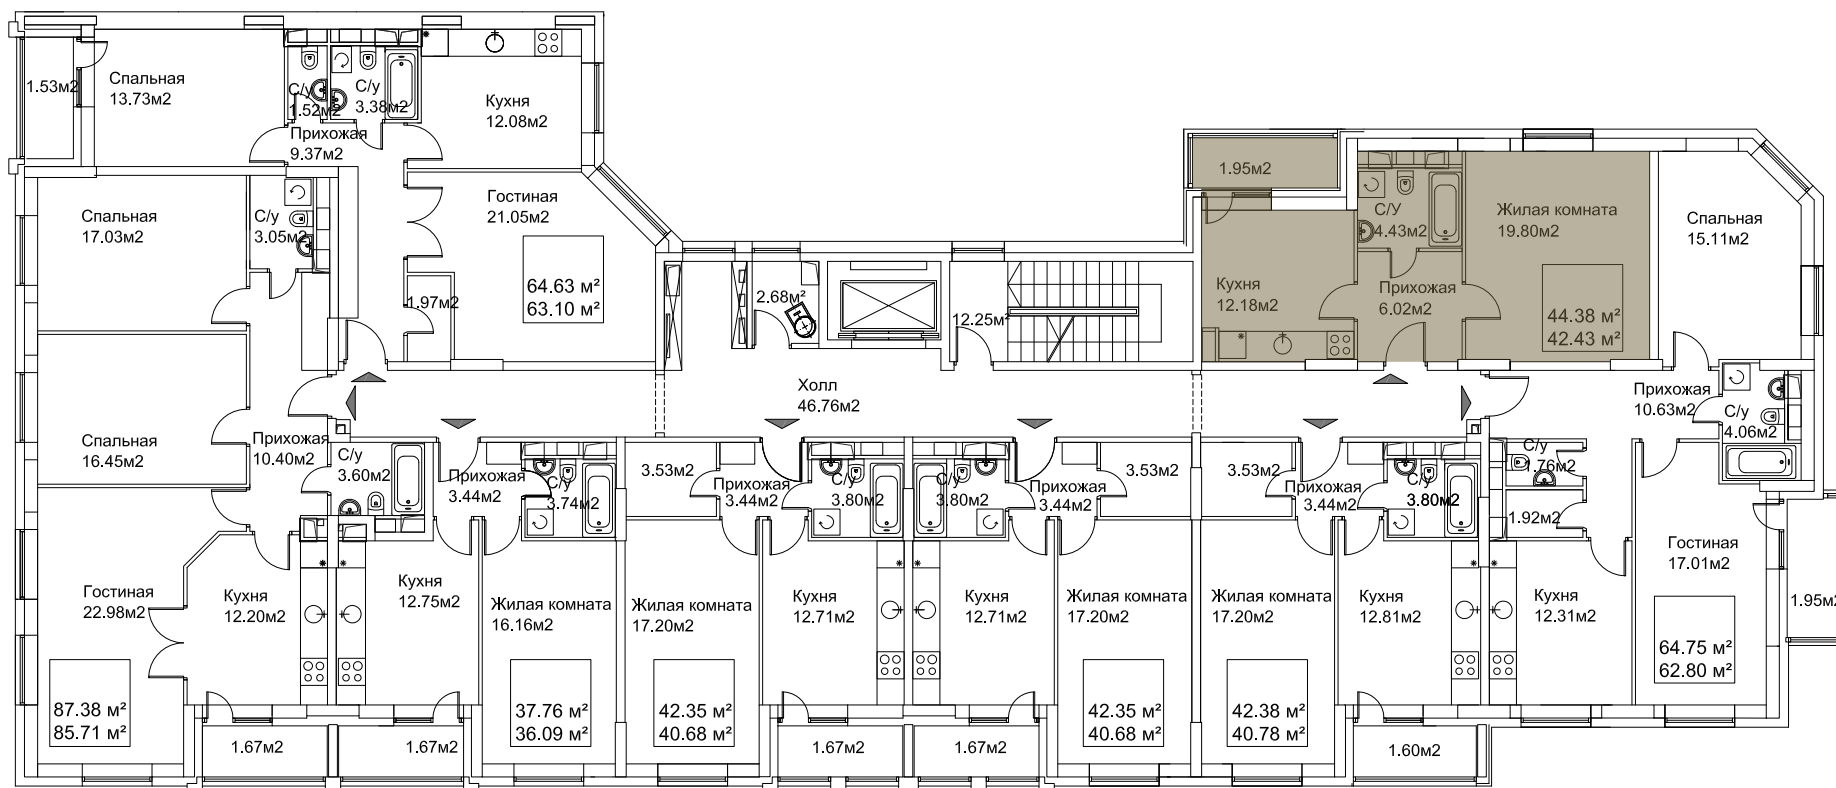 1.53м2
Спальная
13.73м2
С/у
1.52м2
С/у
3.38м2
Кухня
12.08м2
Прихожая
9.37м2
Спальная
17.03м2
С/у
3.05м2
Гостиная
21.05м2
64.63 м²
63.10 м²
1.97м2
2.68м²
12.25м²
1.95м2
Кухня
12.18м2
С/У
4.43м2
Прихожая
6.02м2
Жилая комната
19.80м2
44.38 м²
42.43 м²
Спальная
15.11м2
Холл
46.76м2
Прихожая
10.63м2
С/у
4.06м2
Спальная
16.45м2
Прихожая
10.40м2
С/у
3.60м2
Прихожая
3.44м2
С/у
3.74м2
3.53м2
Прихожая
3.44м2
С/у
3.80м2
С/у
3.80м2
Прихожая
3.44м2
3.53м2
3.53м2
Прихожая
3.44м2
С/у
3.80м2
С/у
1.76м2
1.92м2
Гостиная
17.01м2
Гостиная
22.98м2
Кухня
12.20м2
Кухня
12.75м2
Жилая комната
16.16м2
Жилая комната
17.20м2
Кухня
12.71м2
Кухня
12.71м2
Жилая комната
17.20м2
Жилая комната
17.20м2
Кухня
12.81м2
Кухня
12.31м2
1.95м2
64.75 м²
62.80 м²
87.38 м²
85.71 м²
37.76 м²
36.09 м²
42.35 м²
40.68 м²
42.35 м²
40.68 м²
42.38 м²
40.78 м²
1.67м2
1.67м2
1.67м2
1.67м2
1.60м2